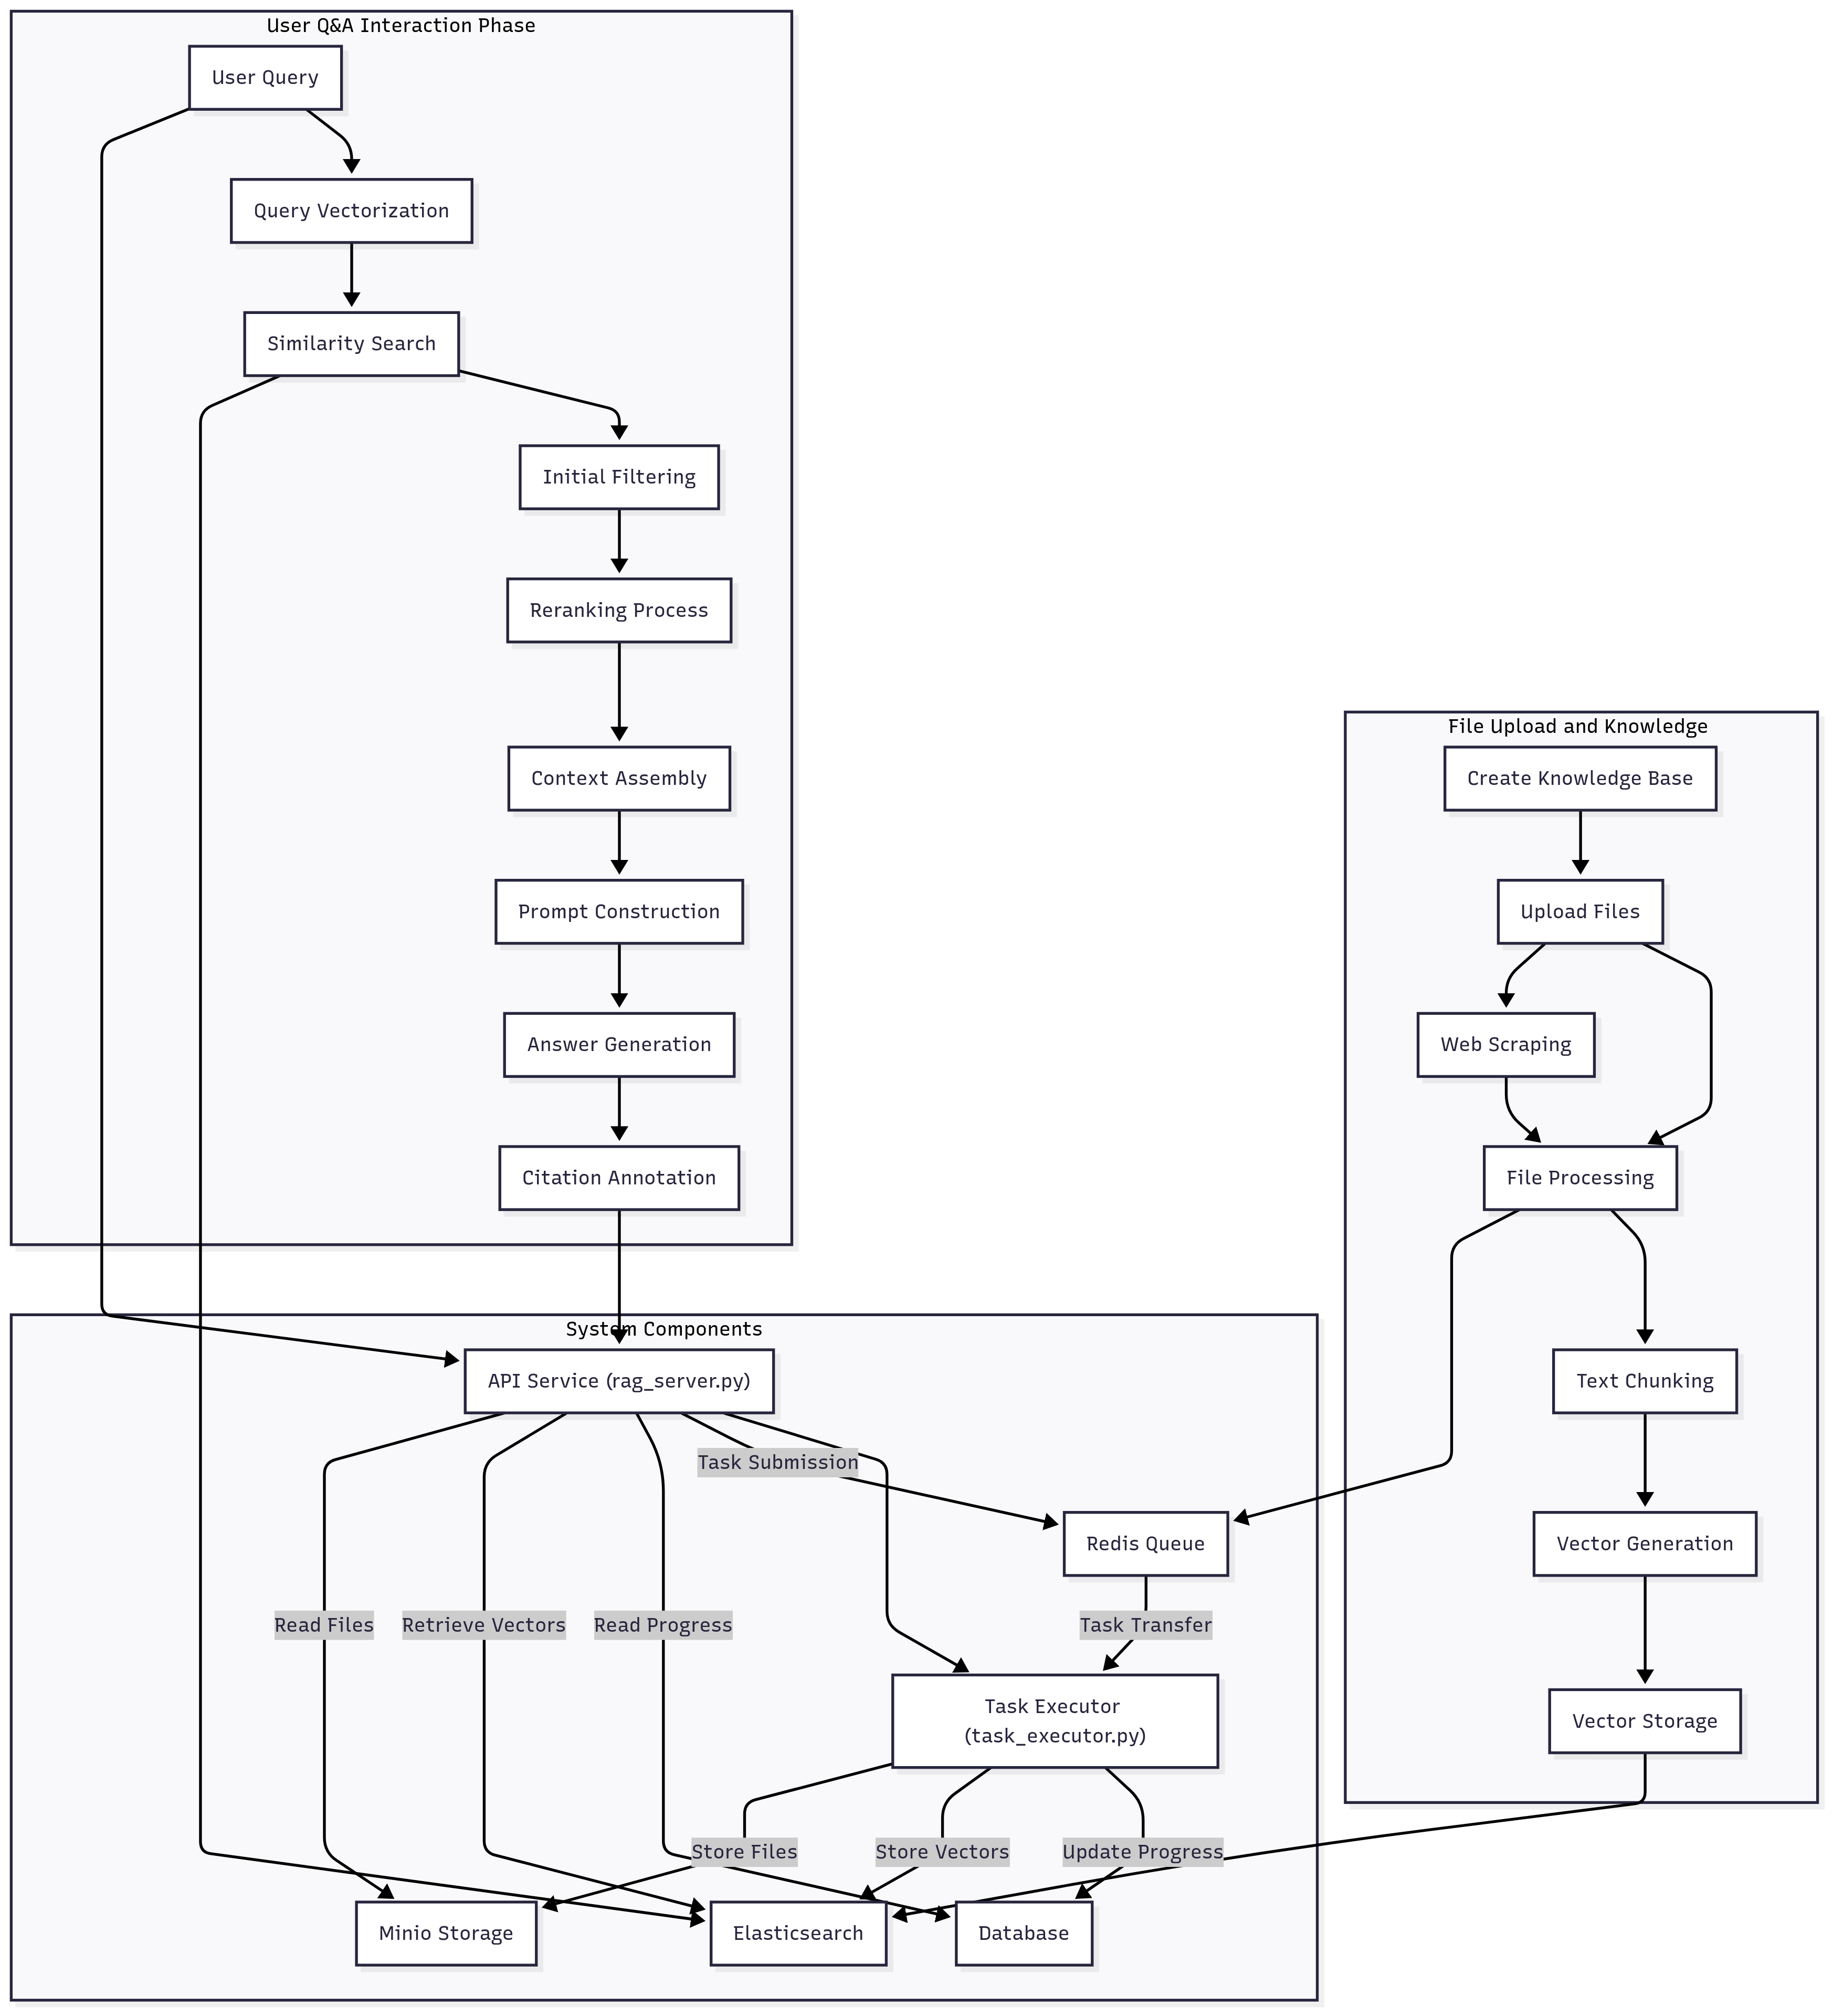 User Q&A Interaction Phase
User Query
Query Vectorization
Similarity Search
Initial Filtering
Reranking Process
Context Assembly
Prompt Construction
Answer Generation
Citation Annotation
File Upload and Knowledge
Create Knowledge Base
Upload Files
Web Scraping
File Processing
Text Chunking
Vector Generation
Vector Storage
System Components
API Service (rag_server.py)
Task Submission
Redis Queue
Read Files
Retrieve Vectors
Read Progress
Task Transfer
Task Executor
(task_executor.py)
Store Files
Store Vectors
Update Progress
Minio Storage
Elasticsearch
Database